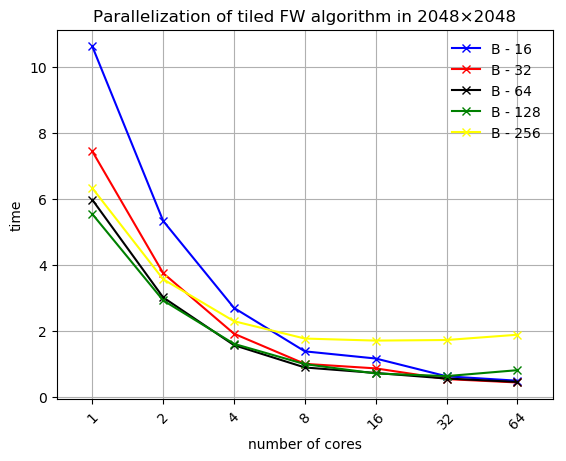 Parallelization of tiled FW algorithm in 2048×2048
B - 16
B - 32
B - 64
B - 128
B - 256
time
10
8
6
4
2
0
1
2
4
8
16
32
64
number of cores